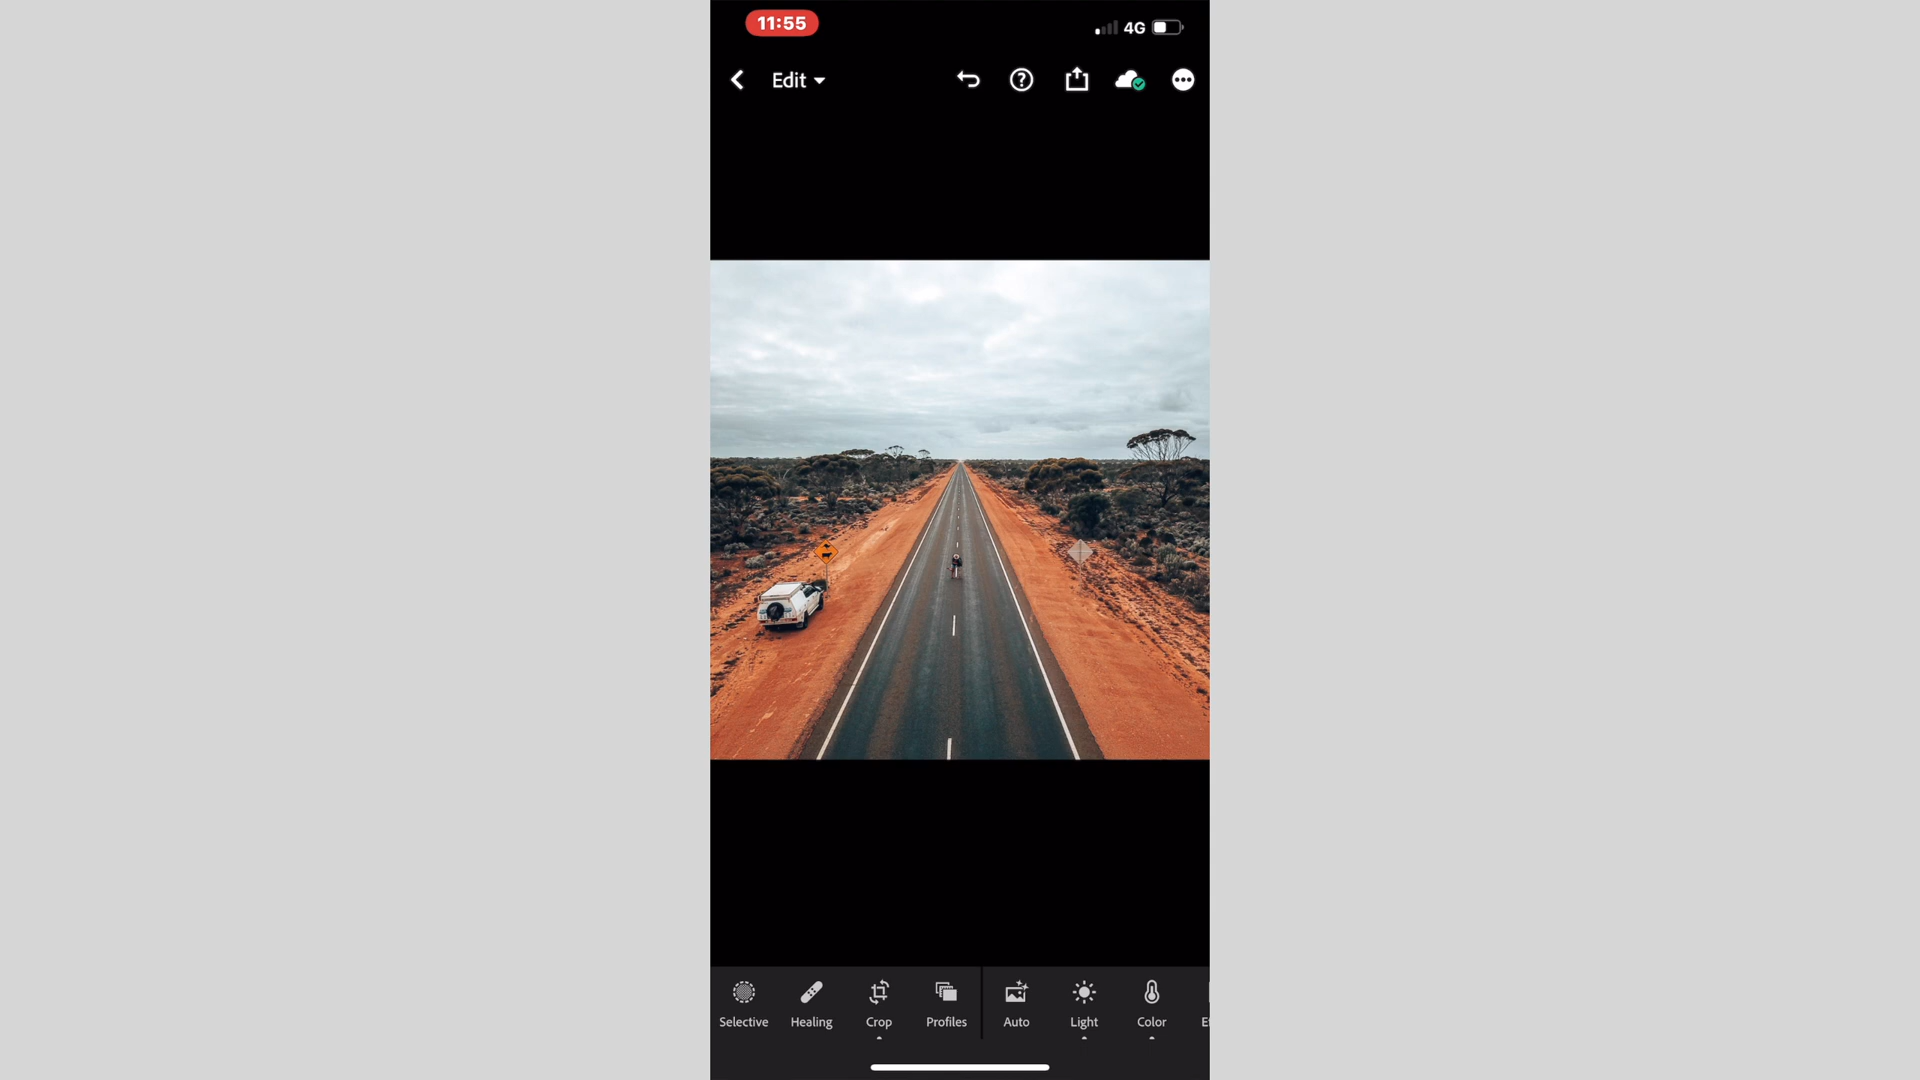 11:55
4G
Edit
Selective
Healing
Crop
Profiles
Auto
Light
Color